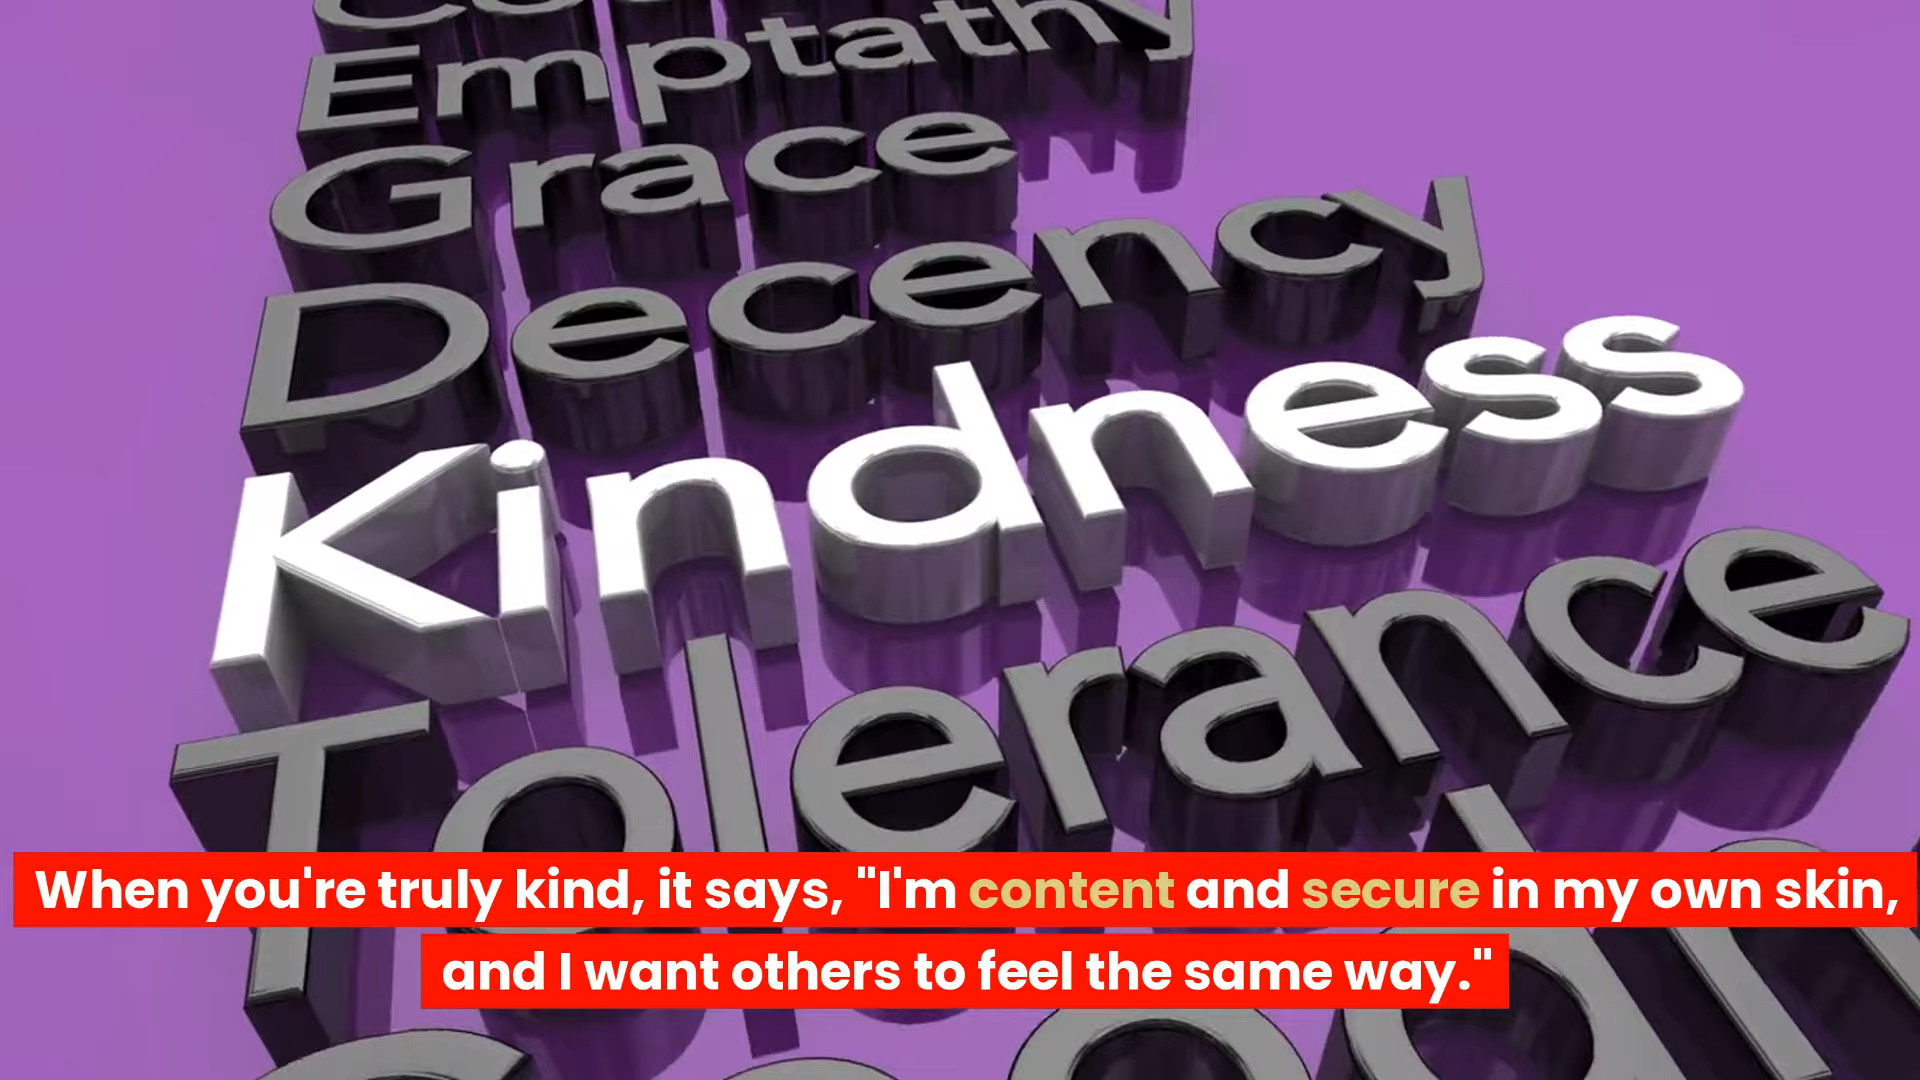 Emptathy
Grace
Decency
Kindness
Tolerance
When you're truly kind, it says, "I'm content and secure in my own skin,
and I want others to feel the same way."